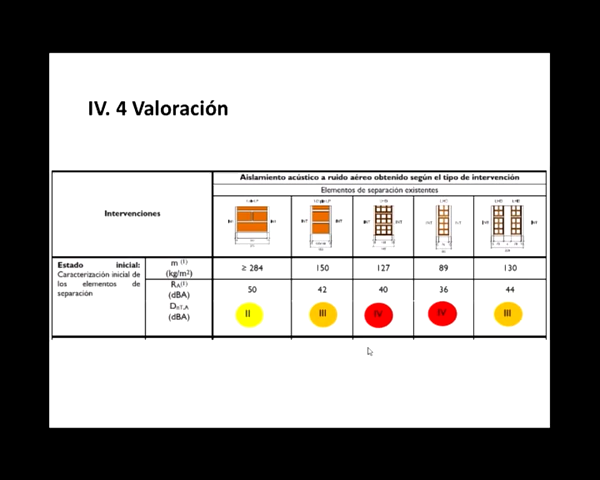 IV. 4 Valoración
Aislamiento acústico a ruido aéreo obtenido según el tipo de intervención
Elementos de separación existentes
Intervenciones
Estado inicial:
Caracterización inicial de
los elementos de
separación
m (1)
(kg/m²)
≥ 284
150
127
89
130
RA(1)
(dBA)
50
42
40
36
44
DnT,A
(dBA)
II
III
IV
IV
III